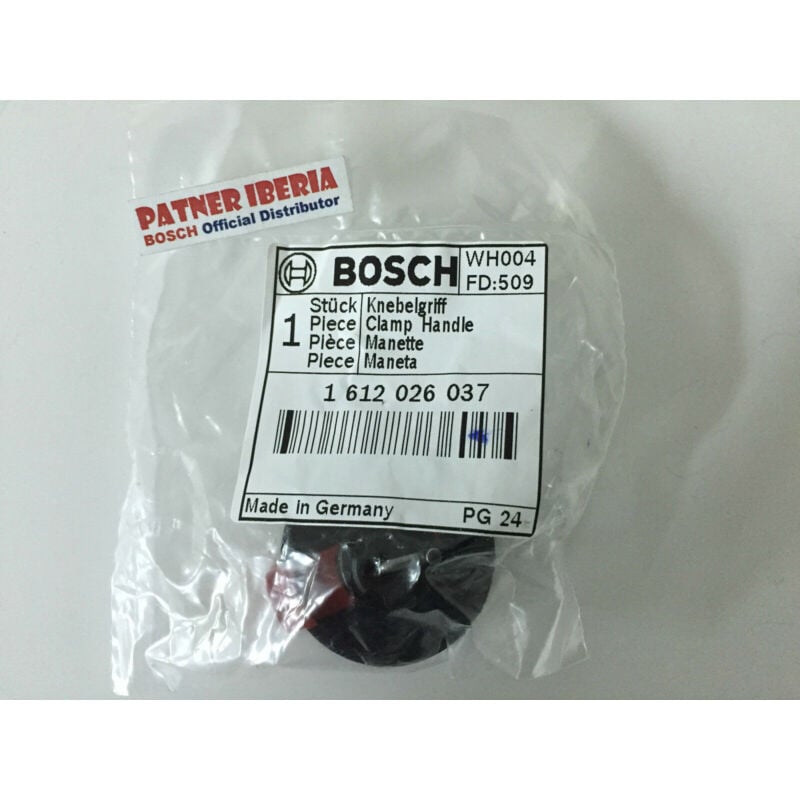 PATNER IBERIA
BOSCH Official Distributor
BOSCH
WH004
FD:509
1
Stück Knebelgriff
Piece Clamp Handle
Pièce Manette
Piece Maneta
1 612 026 037
Made in Germany
PG 24